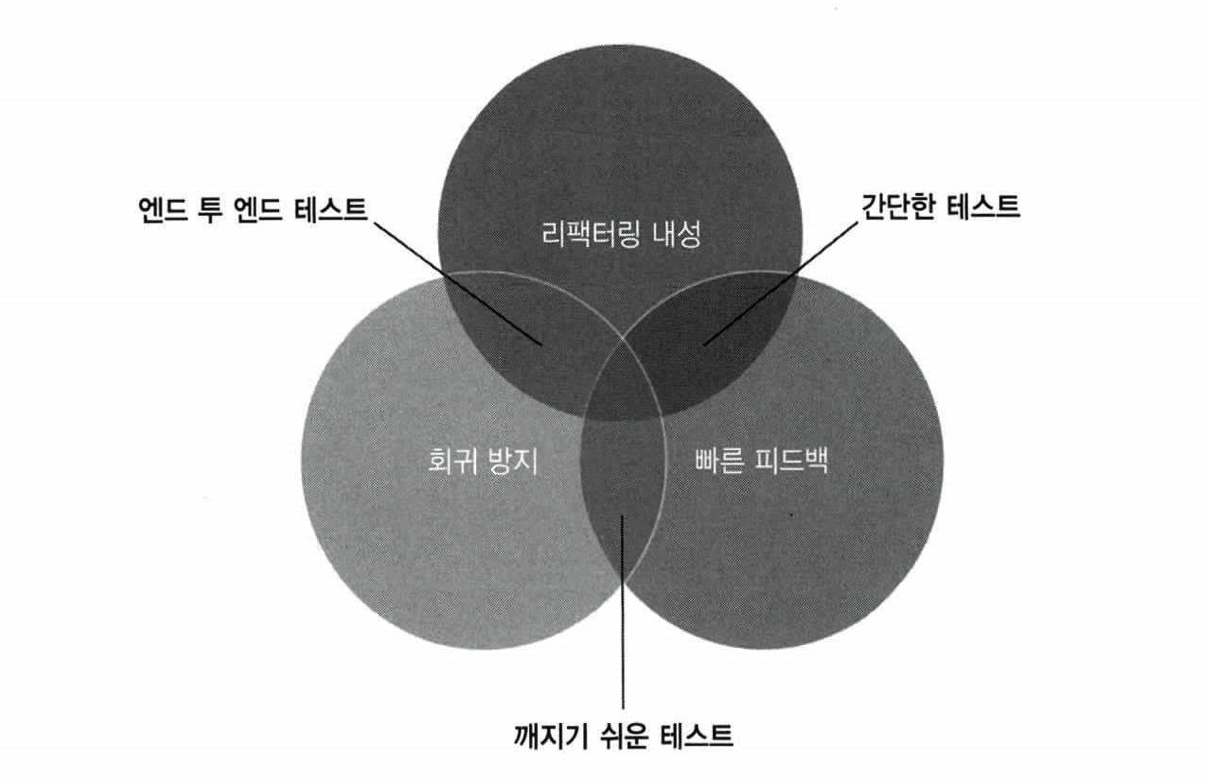 엔드 투 엔드 테스트
간단한 테스트
리팩터링 내성
회귀 방지
빠른 피드백
깨지기 쉬운 테스트